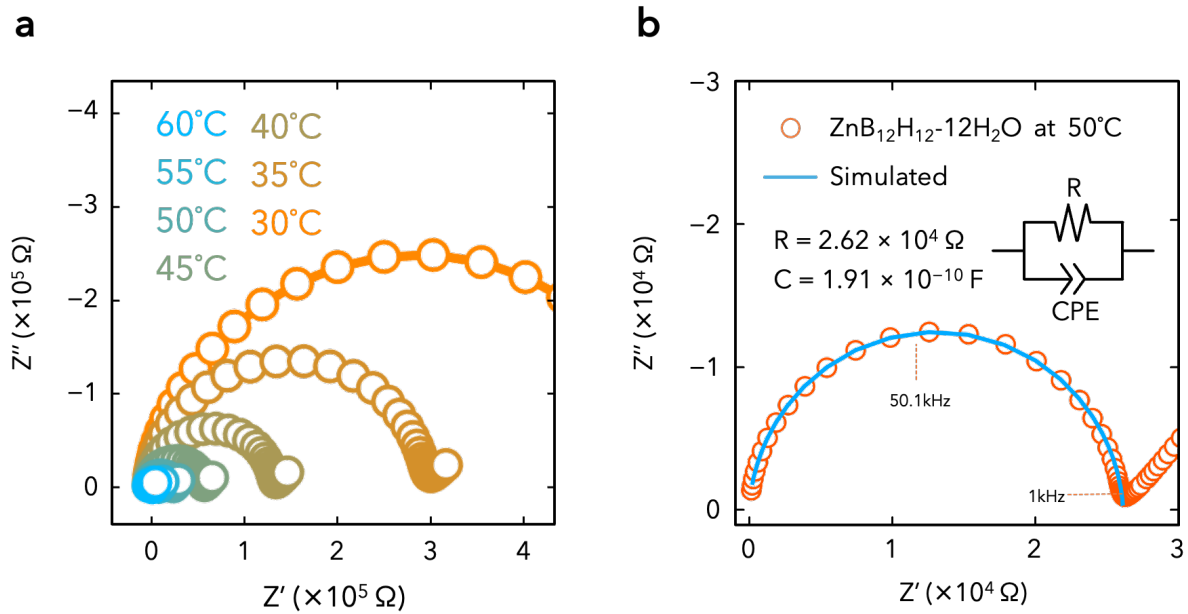 a
Z″ (×10⁵ Ω)
−4
−3
−2
−1
0
60°C
40°C
55°C
35°C
50°C
30°C
45°C
0
1
2
3
4
Z′ (×10⁵ Ω)
b
Z″ (×10⁴ Ω)
−3
−2
−1
0
ZnB₁₂H₁₂-12H₂O at 50°C
Simulated
R = 2.62 × 10⁴ Ω
C = 1.91 × 10⁻¹⁰ F
R
CPE
50.1kHz
1kHz
0
1
2
3
Z′ (×10⁴ Ω)